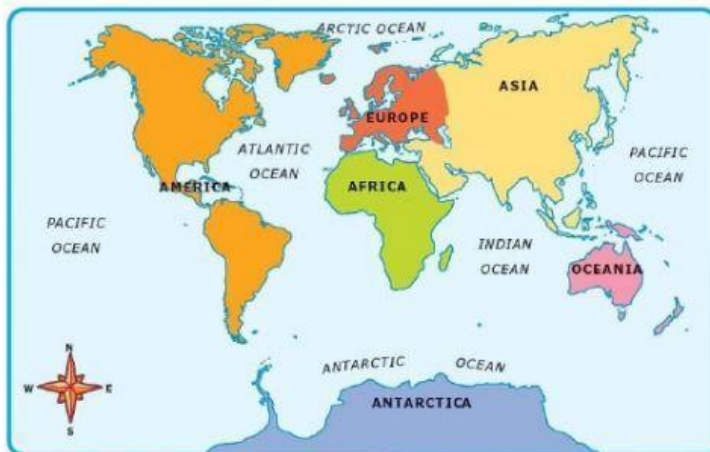 ARCTIC OCEAN
ASIA
EUROPE
ATLANTIC
OCEAN
PACIFIC
OCEAN
AMERICA
AFRICA
PACIFIC
OCEAN
INDIAN
OCEAN
OCEANIA
N
W E
S
ANTARCTIC OCEAN
ANTARCTICA